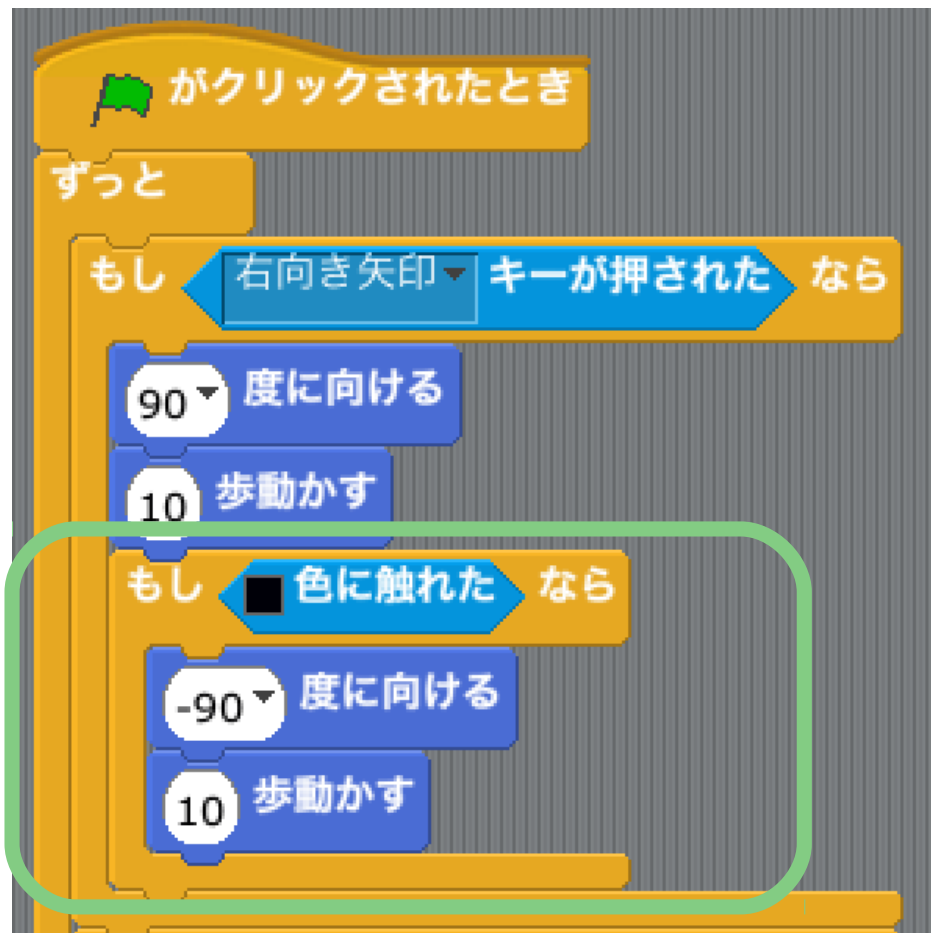 がクリックされたとき
ずっと
もし 右向き矢印 キーが押された なら
90 度に向ける
10 歩動かす
もし 色に触れた なら
-90 度に向ける
10 歩動かす